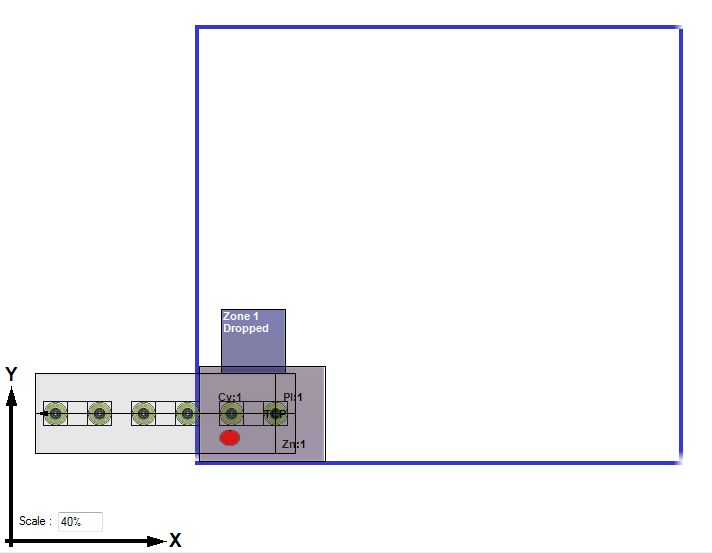 Zone 1
Dropped
Y
Cy:1
Pl:1
TCP
Zn:1
Scale :
40%
X